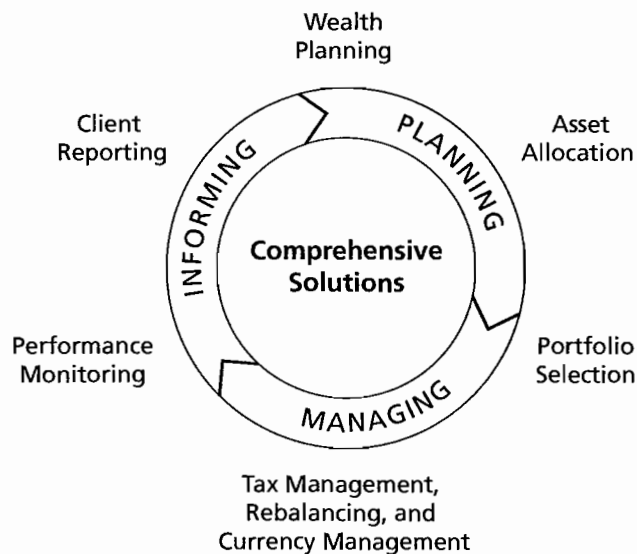 Wealth
Planning
Client
Reporting
Asset
Allocation
INFORMING
PLANNING
Comprehensive
Solutions
Performance
Monitoring
Portfolio
Selection
MANAGING
Tax Management,
Rebalancing, and
Currency Management